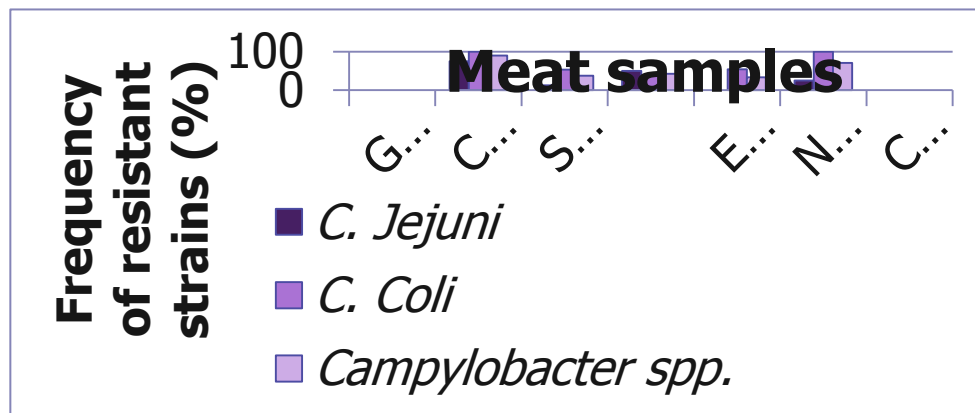 Meat samples
100
0
Frequency
of resistant
strains (%)
G...
C...
S...
E...
N...
C...
C. Jejuni
C. Coli
Campylobacter spp.